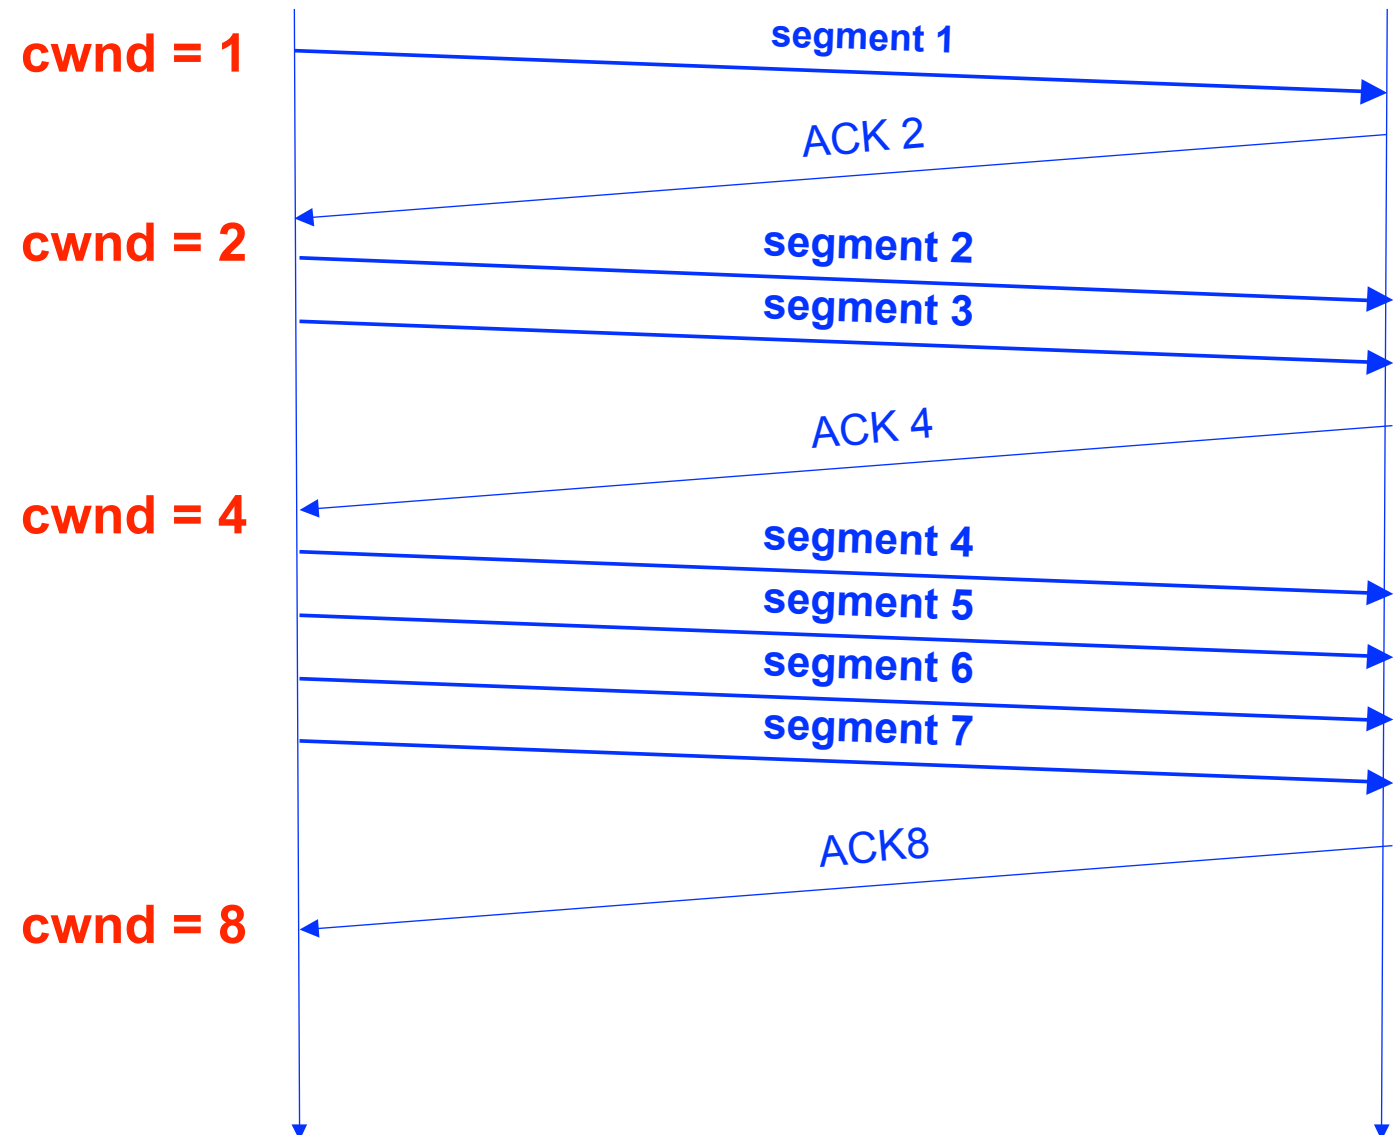 cwnd = 1
segment 1
ACK 2
cwnd = 2
segment 2
segment 3
ACK 4
cwnd = 4
segment 4
segment 5
segment 6
segment 7
ACK8
cwnd = 8